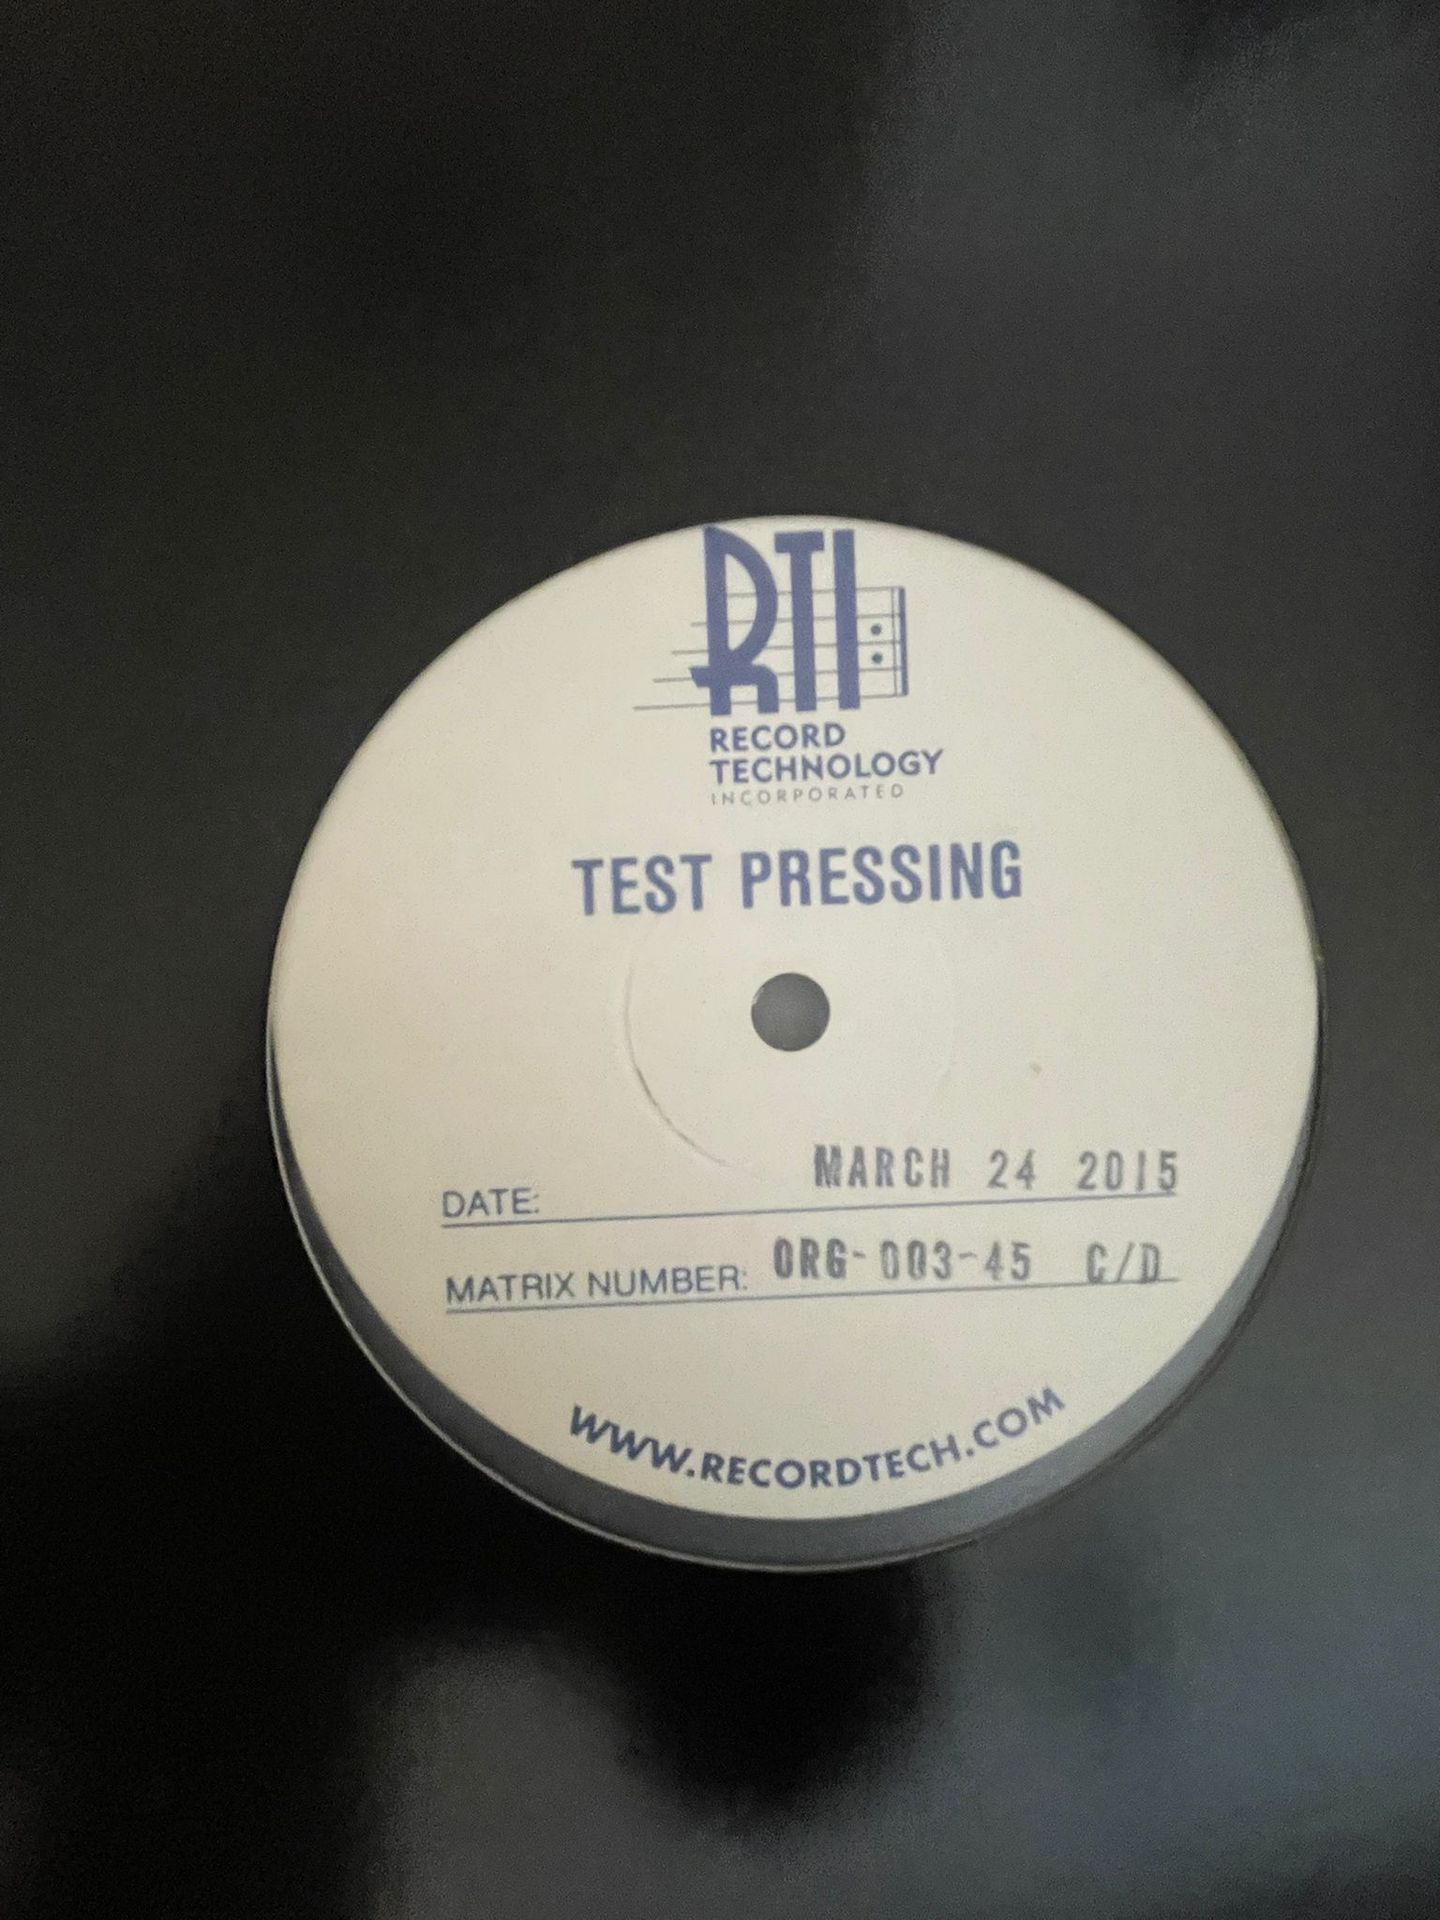 RTI
RECORD
TECHNOLOGY
INCORPORATED
TEST PRESSING
DATE: MARCH 24 2015
MATRIX NUMBER: ORG-003-45 C/D
WWW.RECORDTECH.COM